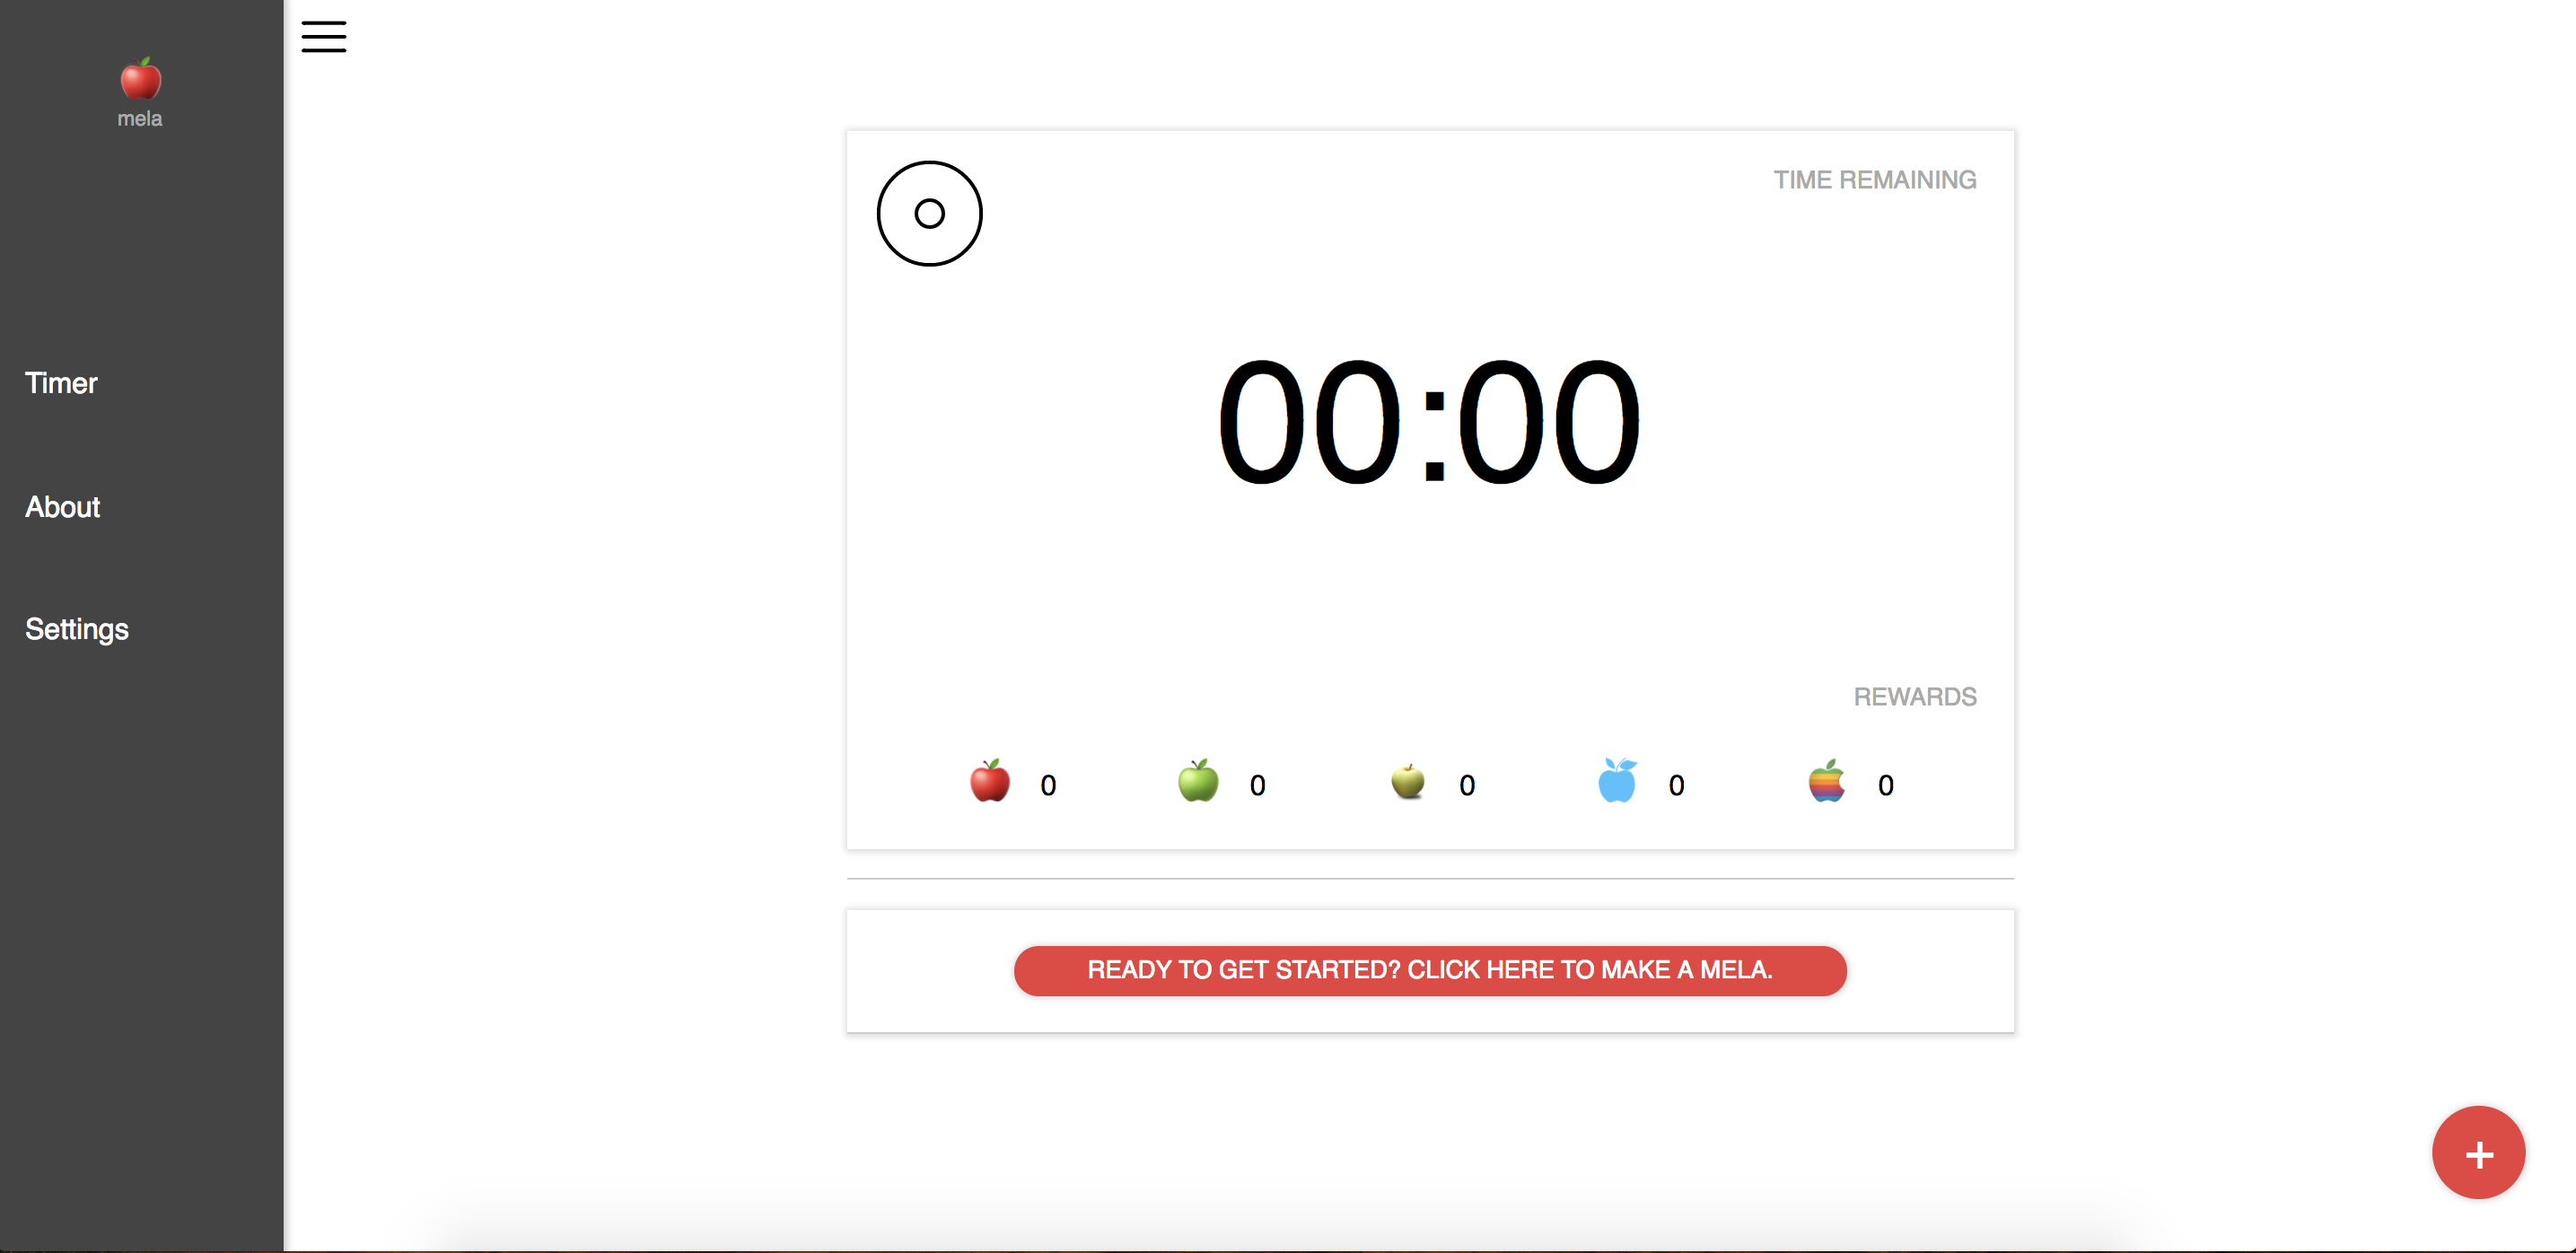 mela
Timer
About
Settings
TIME REMAINING
00:00
REWARDS
0 0 0 0 0
READY TO GET STARTED? CLICK HERE TO MAKE A MELA.
+